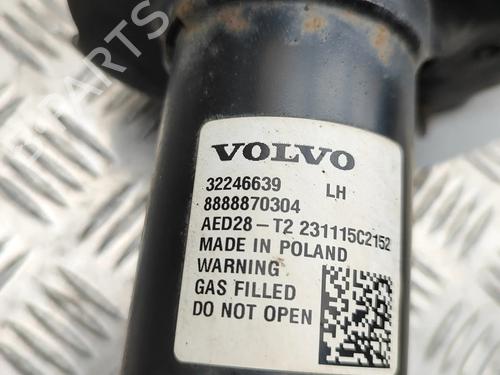 VOLVO
32246639 LH
8888870304
AED28-T2 231115C2152
MADE IN POLAND
WARNING
GAS FILLED
DO NOT OPEN